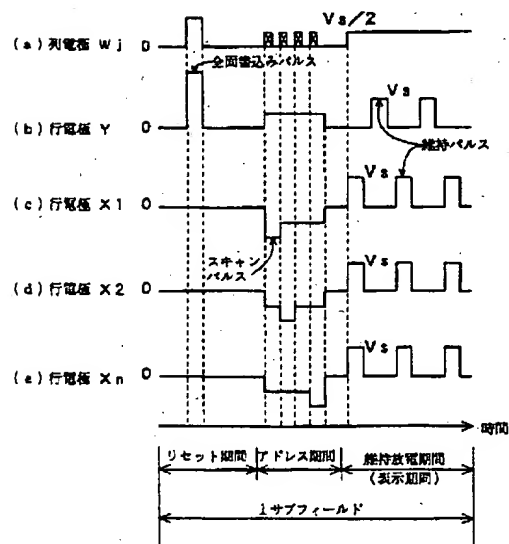 Vs/2
(a)列電極 Wj 0
全面書込みパルス
Vs
(b)行電極 Y 0
維持パルス
Vs
(c)行電極 X1 0
スキャンパルス
Vs
(d)行電極 X2 0
Vs
(e)行電極 Xn 0
時間
リセット期間 アドレス期間 維持放電期間
(表示期間)
1サブフィールド